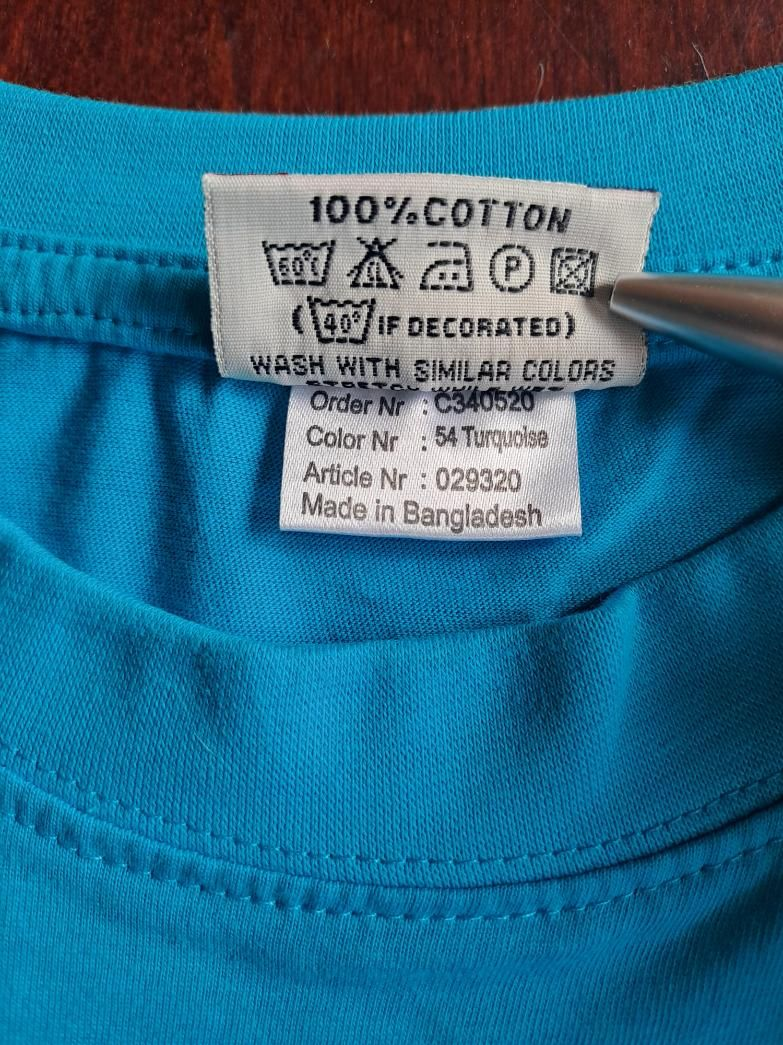 100% COTTON
60°C CL P
(40° IF DECORATED)
WASH WITH SIMILAR COLORS
Order Nr : C340520
Color Nr : 54 Turquoise
Article Nr : 029320
Made in Bangladesh